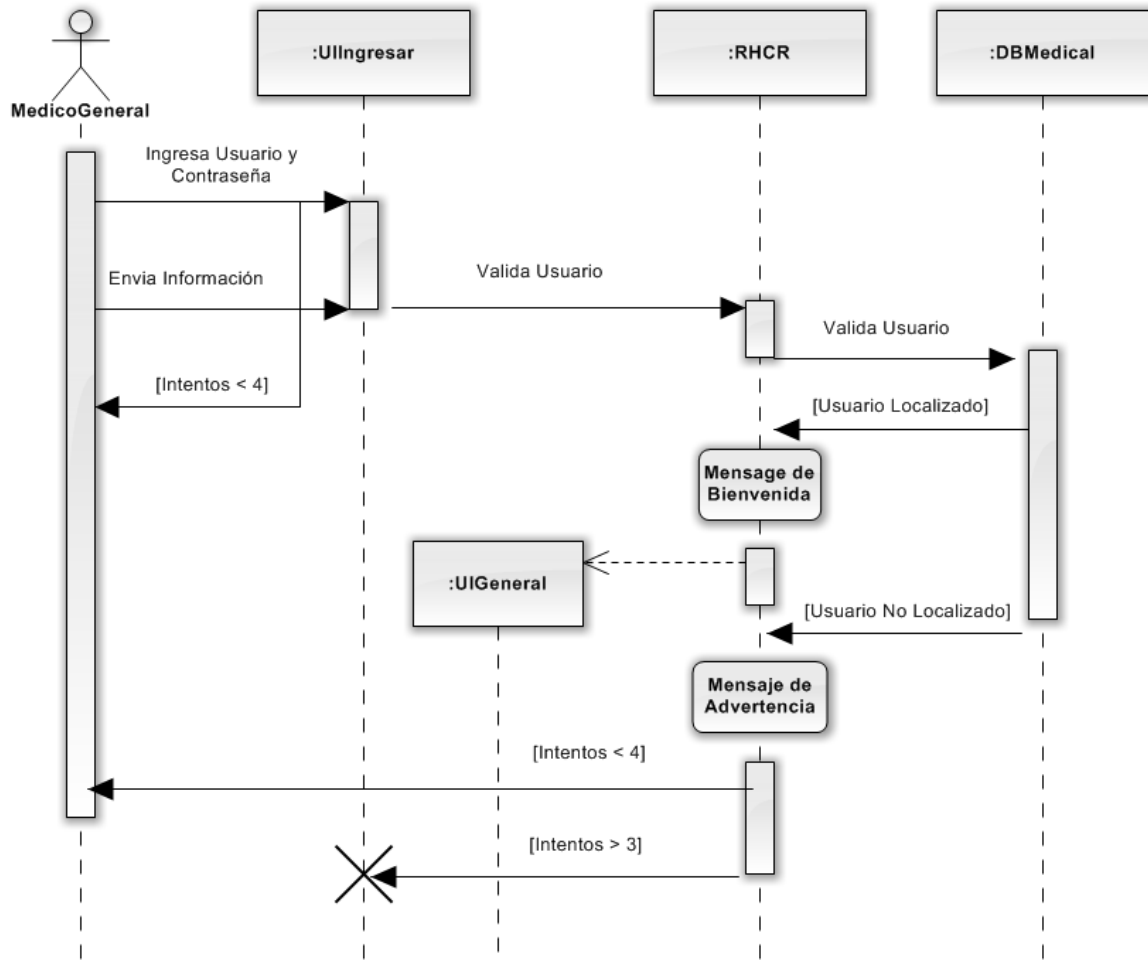 :UIIngresar
:RHCR
:DBMedical
MedicoGeneral
Ingresa Usuario y
Contraseña
Envia Información
Valida Usuario
Valida Usuario
[Intentos < 4]
[Usuario Localizado]
Mensage de
Bienvenida
:UIGeneral
[Usuario No Localizado]
Mensaje de
Advertencia
[Intentos < 4]
[Intentos > 3]